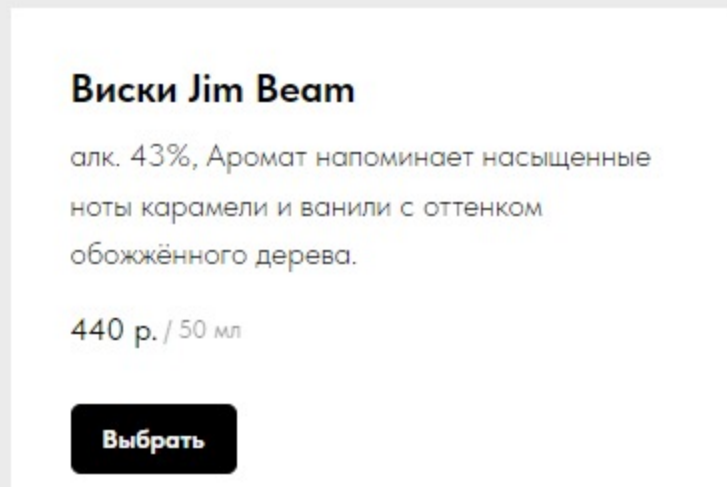 Виски Jim Beam
алк. 43%, Аромат напоминает насыщенные
ноты карамели и ванили с оттенком
обожжённого дерева.
440 р. / 50 мл
Выбрать